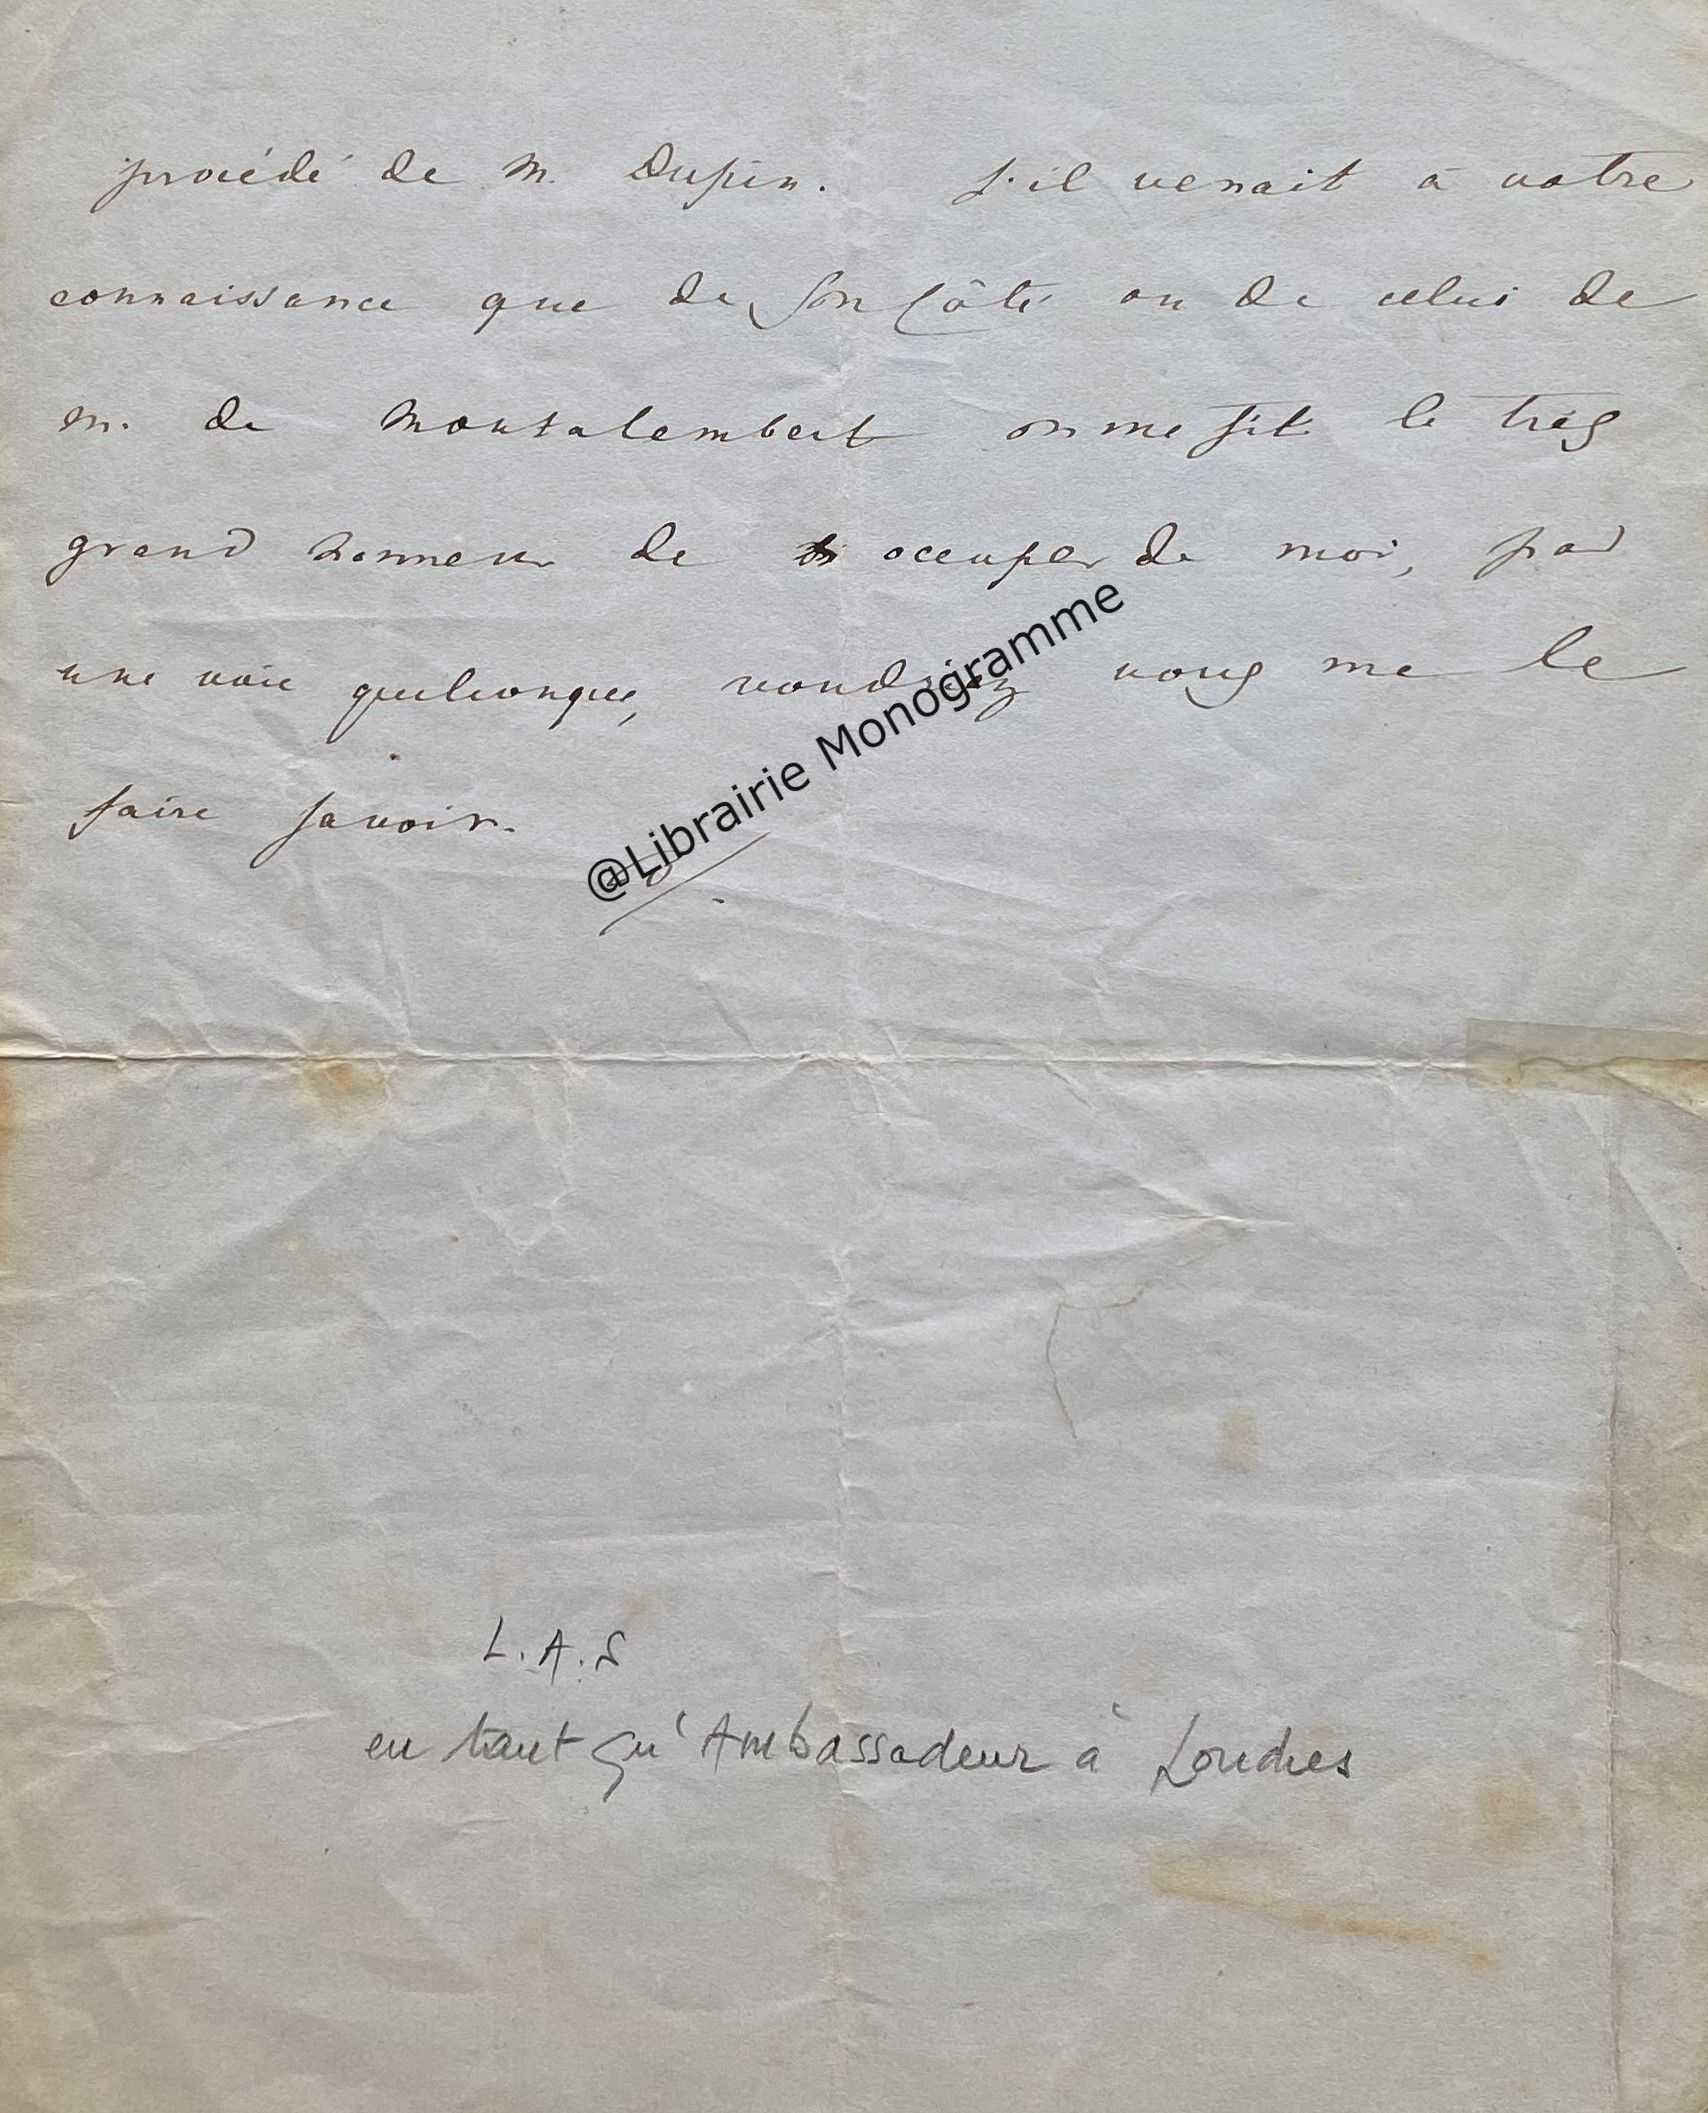 procédé de M. Dupin. s'il venait à votre
connaissance que de son côté ou de celui de
m. de Montalembert on me fit le très
grand honneur de occuper de moi, par
une voie quelconque, voudriez vous me le
faire savoir.
@Librairie Monogramme
L.A.S
en tant qu'Ambassadeur à Londres